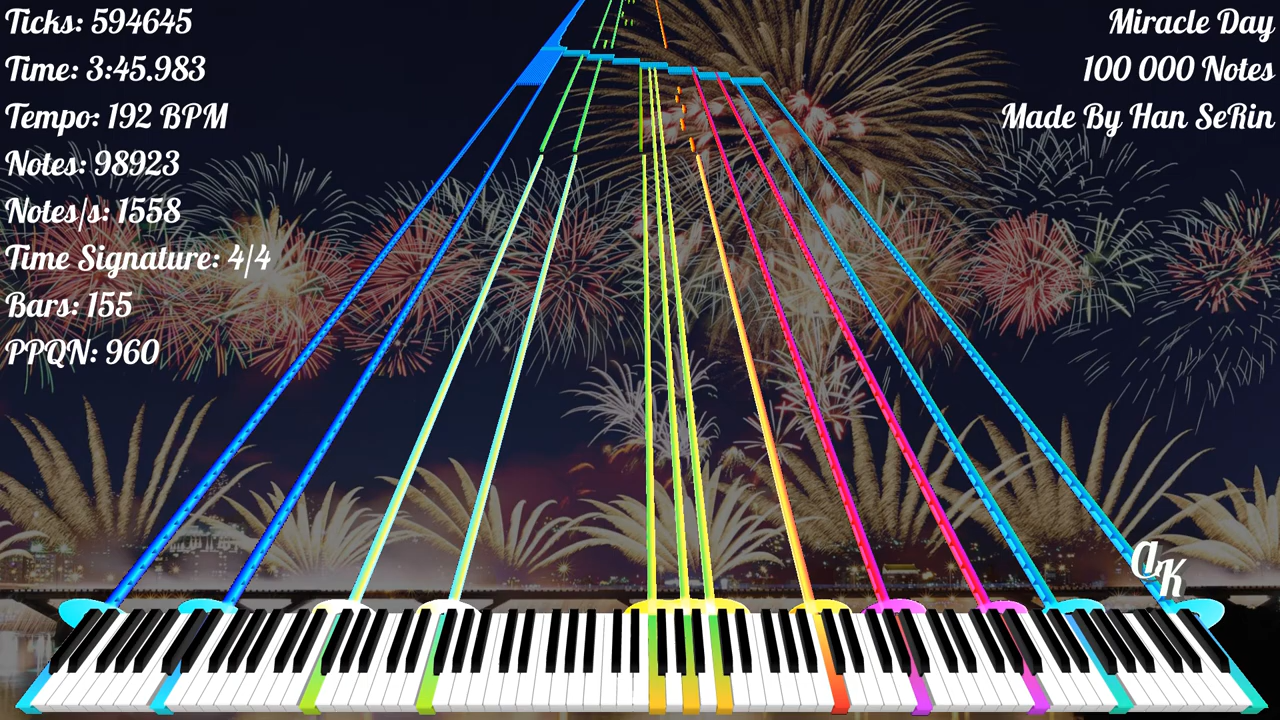 Ticks: 594645
Time: 3:45.983
Tempo: 192 BPM
Notes: 98923
Notes/s: 1558
Time Signature: 4/4
Bars: 155
PPQN: 960
Miracle Day
100 000 Notes
Made By Han SeRin
AK